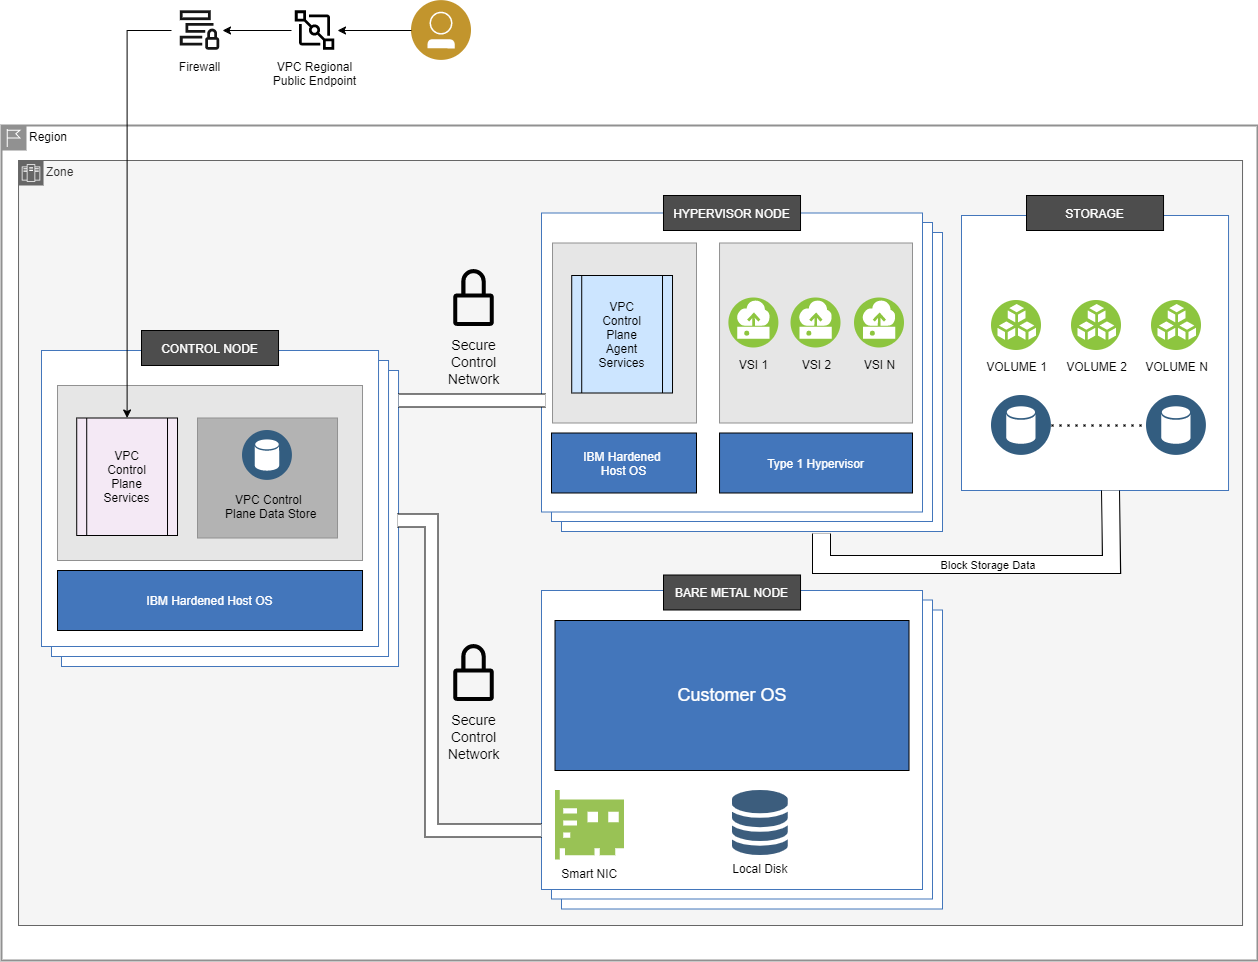 Firewall
VPC Regional
Public Endpoint
Region
Zone
HYPERVISOR NODE
STORAGE
VPC
Control
Plane
Agent
Services
VSI 1
VSI 2
VSI N
VOLUME 1
VOLUME 2
VOLUME N
Secure
Control
Network
CONTROL NODE
IBM Hardened
Host OS
Type 1 Hypervisor
VPC
Control
Plane
Services
VPC Control
Plane Data Store
Block Storage Data
IBM Hardened Host OS
BARE METAL NODE
Customer OS
Secure
Control
Network
Smart NIC
Local Disk